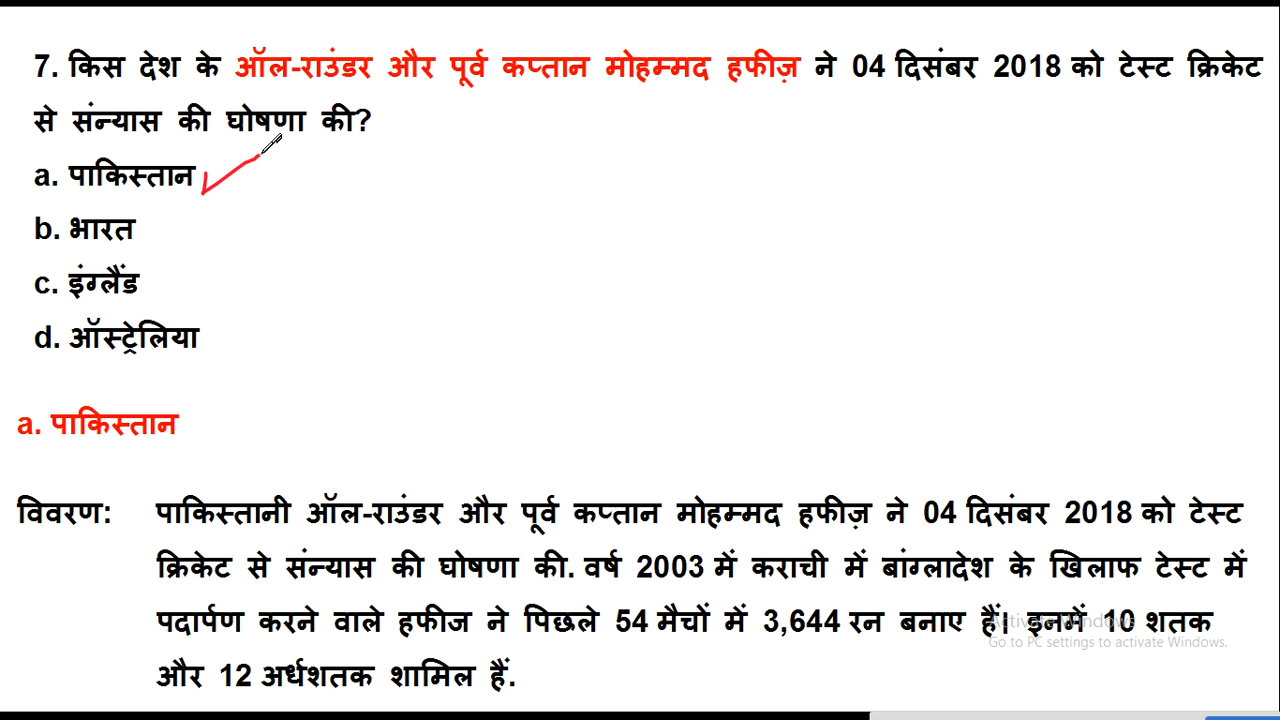 7. किस देश के ऑल-राउंडर और पूर्व कप्तान मोहम्मद हफीज़ ने 04 दिसंबर 2018 को टेस्ट क्रिकेट
से संन्यास की घोषणा की?
a. पाकिस्तान
b. भारत
c. इंग्लैंड
d. ऑस्ट्रेलिया
a. पाकिस्तान
विवरण: पाकिस्तानी ऑल-राउंडर और पूर्व कप्तान मोहम्मद हफीज़ ने 04 दिसंबर 2018 को टेस्ट
क्रिकेट से संन्यास की घोषणा की. वर्ष 2003 में कराची में बांग्लादेश के खिलाफ टेस्ट में
पदार्पण करने वाले हफीज ने पिछले 54 मैचों में 3,644 रन बनाए हैं। इनमें 10 शतक
और 12 अर्धशतक शामिल हैं.
Activate Windows
Go to PC settings to activate Windows.